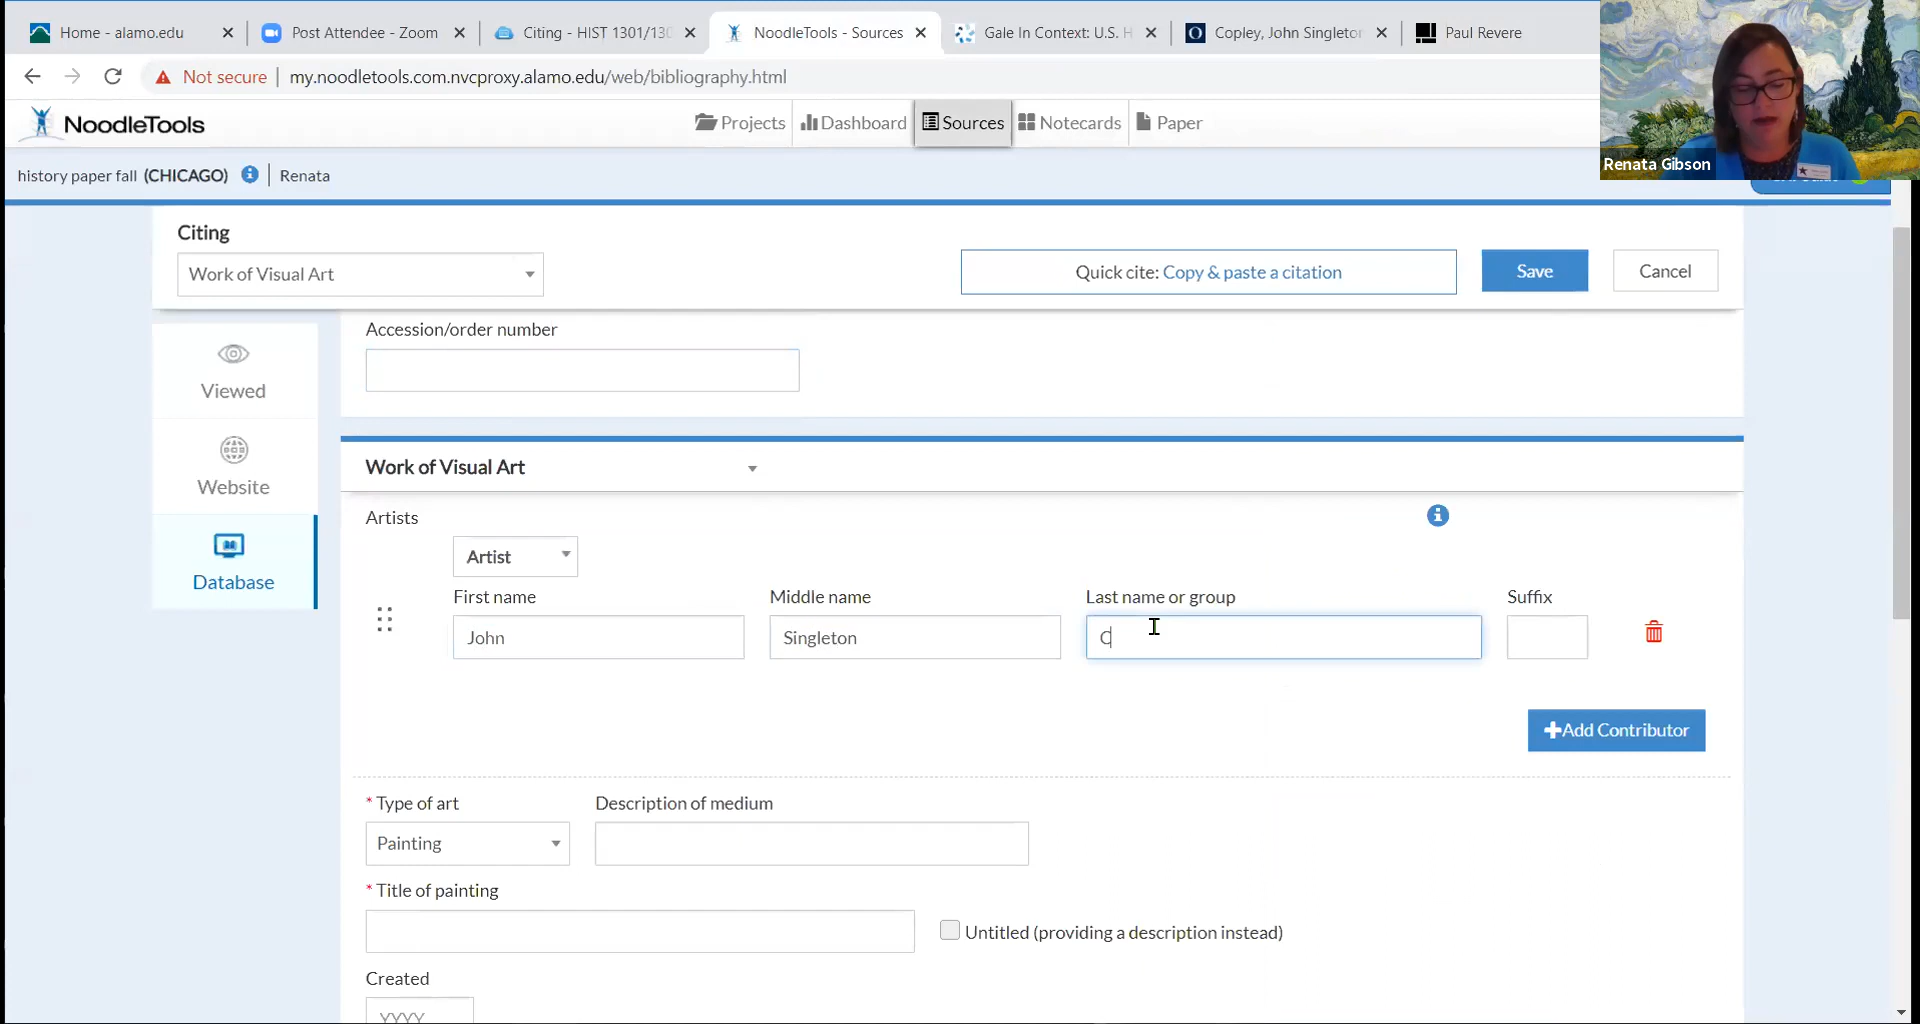 Home - alamo.edu
Post Attendee - Zoom
Citing - HIST 1301/130
NoodleTools - Sources
Gale In Context: U.S. H
Copley, John Singleton
Paul Revere
Not secure | my.noodletools.com.nvcproxy.alamo.edu/web/bibliography.html
NoodleTools
Projects
Dashboard
Sources
Notecards
Paper
Renata Gibson
history paper fall (CHICAGO)
Renata
Citing
Work of Visual Art
Quick cite: Copy & paste a citation
Save
Cancel
Accession/order number
Viewed
Website
Database
Work of Visual Art
Artists
Artist
First name
Middle name
Last name or group
Suffix
John
Singleton
C
Add Contributor
* Type of art
Description of medium
Painting
* Title of painting
Untitled (providing a description instead)
Created
YYYY